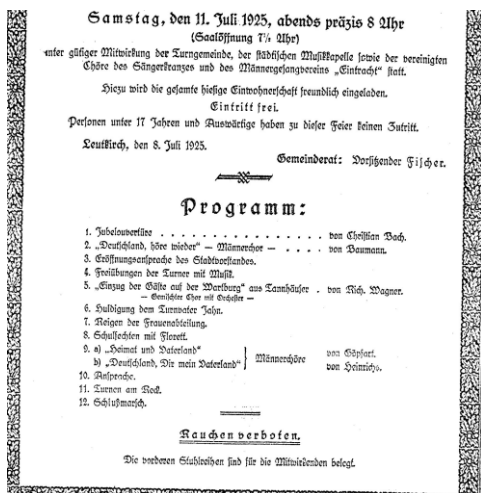 Samstag, den 11. Juli 1925, abends präzis 8 Uhr
(Saalöffnung 7¼ Uhr)
unter gütiger Mitwirkung der Turngemeinde, der städtischen Musikkapelle sowie der vereinigten
Chöre des Sängerkranzes und des Männergesangvereins „Eintracht“ statt.
Hiezu wird die gesamte hiesige Einwohnerschaft freundlich eingeladen.
Eintritt frei.
Personen unter 17 Jahren und Auswärtige haben zu dieser Feier keinen Zutritt.
Leutkirch, den 8. Juli 1925.
Gemeinderat: Vorsitzender Fischer.
Programm:
1. Jubelouvertüre . . . . . . . . . . . . . . . von Christian Bach.
2. „Deutschland, höre wieder“ — Männerchor — . . . . von Baumann.
3. Eröffnungsansprache des Stadtvorstandes.
4. Freiübungen der Turner mit Musik.
5. „Einzug der Gäste auf der Wartburg“ aus Tannhäuser . von Rich. Wagner.
— Gemischter Chor mit Orchester —
6. Huldigung dem Turnvater Jahn.
7. Reigen der Frauenabteilung.
8. Schulfechten mit Florett.
9. a) „Heimat und Vaterland“ von Göpfart.
b) „Deutschland, Dir mein Vaterland“ } Männerchöre von Heinrichs.
10. Ansprache.
11. Turnen am Reck.
12. Schlußmarsch.
Rauchen verboten.
Die vorderen Stuhlreihen sind für die Mitwirkenden belegt.